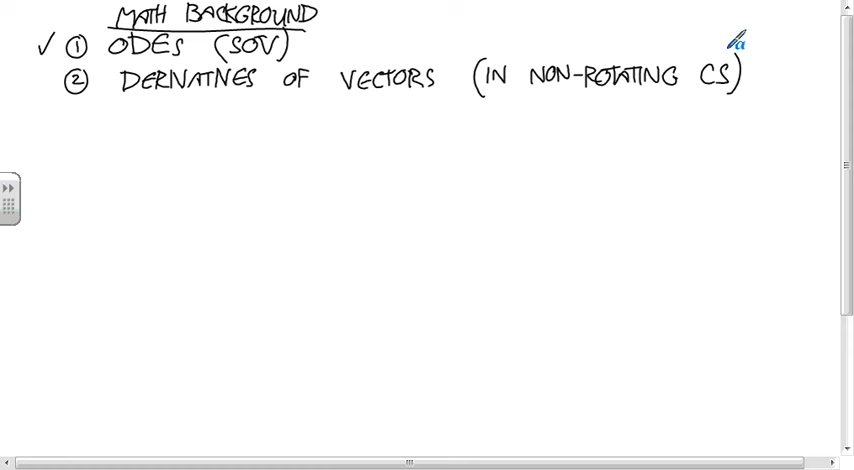 MATH BACKGROUND
✓ ① ODES (SOV)
② DERIVATIVES OF VECTORS (IN NON-ROTATING CS)